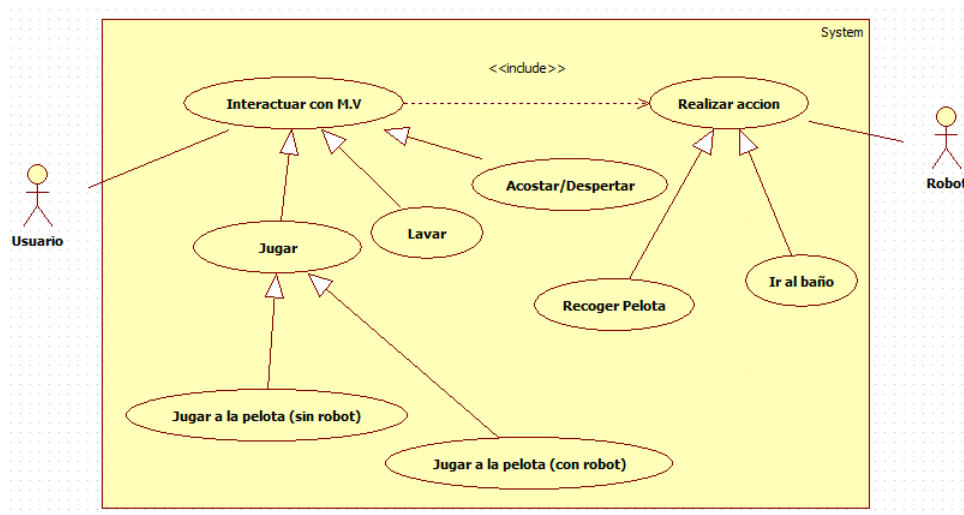 System
<<include>>
Interactuar con M.V
Realizar accion
Acostar/Despertar
Robot
Usuario
Lavar
Jugar
Ir al baño
Recoger Pelota
Jugar a la pelota (sin robot)
Jugar a la pelota (con robot)